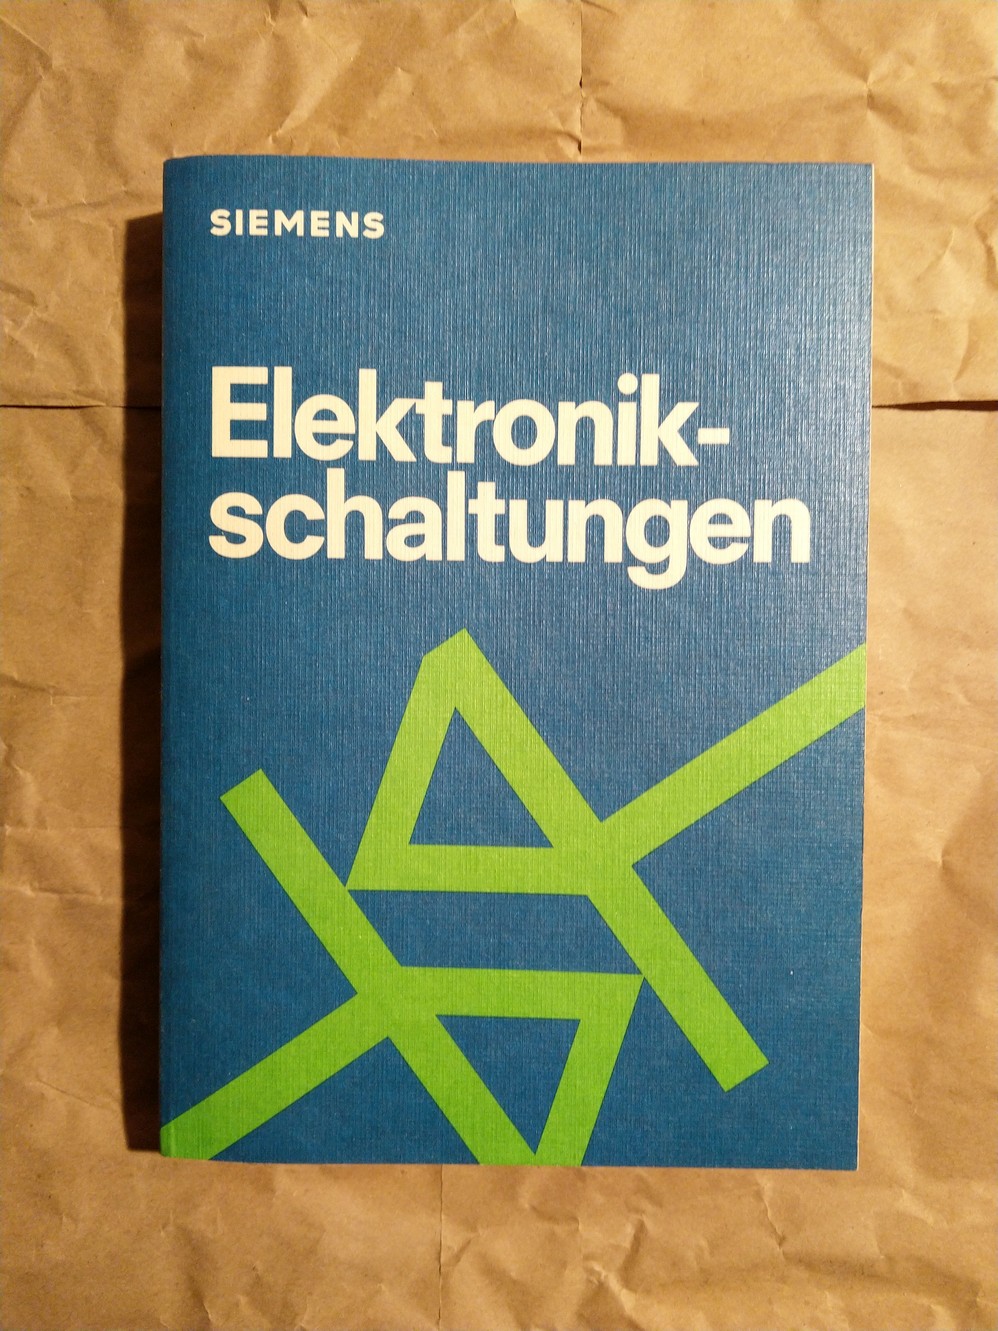 SIEMENS
Elektronik-
schaltungen